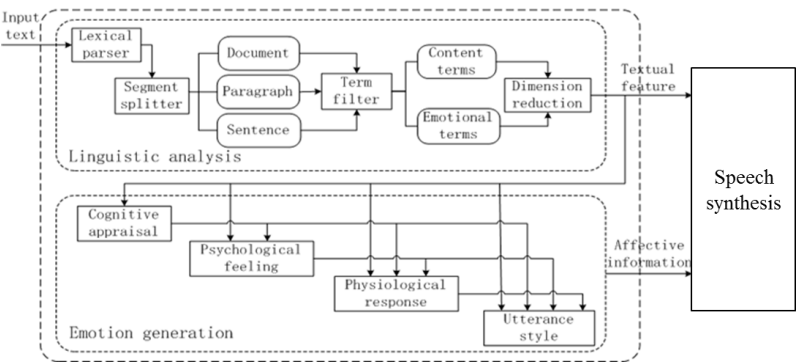 Input
text
Lexical
parser
Segment
splitter
Document
Paragraph
Sentence
Term
filter
Content
terms
Emotional
terms
Dimension
reduction
Linguistic analysis
Textual
feature
Speech
synthesis
Cognitive
appraisal
Psychological
feeling
Physiological
response
Utterance
style
Emotion generation
Affective
information